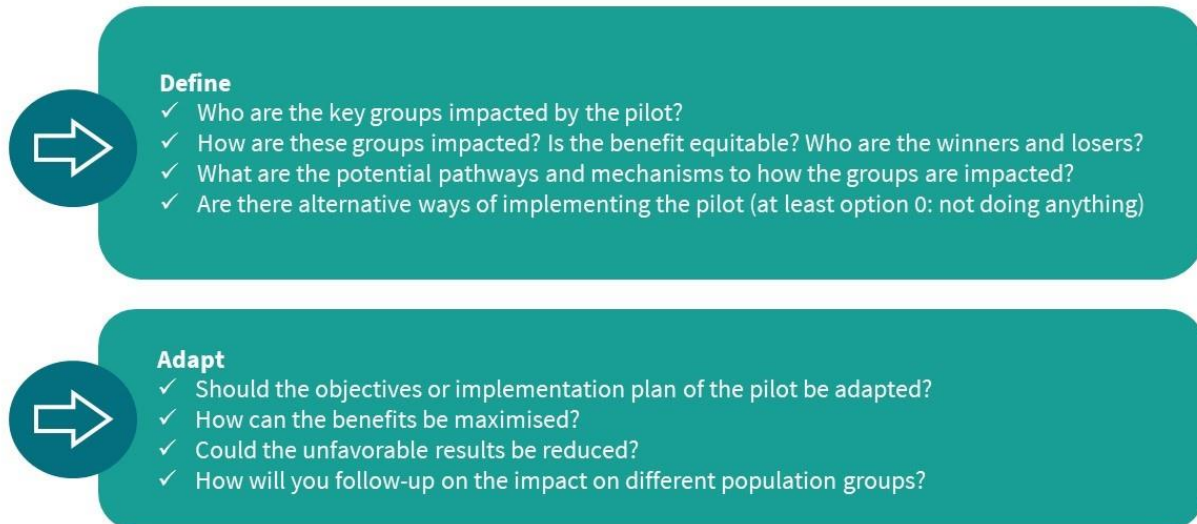 Define
✓ Who are the key groups impacted by the pilot?
✓ How are these groups impacted? Is the benefit equitable? Who are the winners and losers?
✓ What are the potential pathways and mechanisms to how the groups are impacted?
✓ Are there alternative ways of implementing the pilot (at least option 0: not doing anything)
Adapt
✓ Should the objectives or implementation plan of the pilot be adapted?
✓ How can the benefits be maximised?
✓ Could the unfavorable results be reduced?
✓ How will you follow-up on the impact on different population groups?